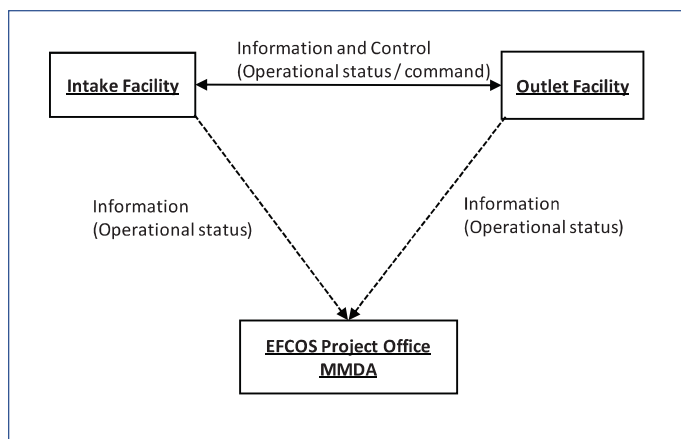 Information and Control
(Operational status / command)
Intake Facility
Outlet Facility
Information
(Operational status)
Information
(Operational status)
EFCOS Project Office
MMDA